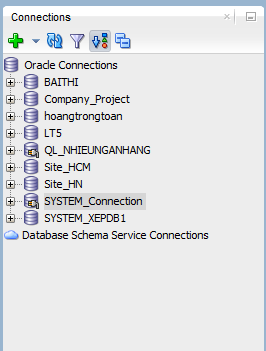 Connections
Oracle Connections
BAITHI
Company_Project
hoangtrongtoan
LT5
QL_NHIEUNGANHANG
Site_HCM
Site_HN
SYSTEM_Connection
SYSTEM_XEPDB1
Database Schema Service Connections